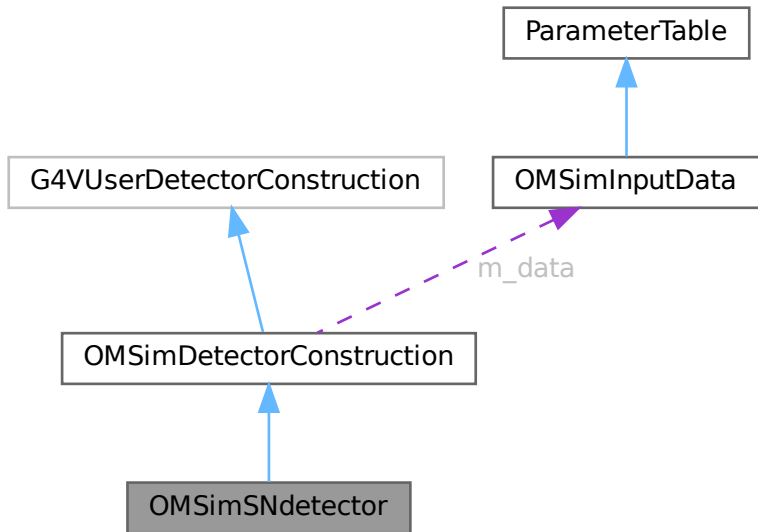 ParameterTable
G4VUserDetectorConstruction
OMSimInputData
m_data
OMSimDetectorConstruction
OMSimSNdetector